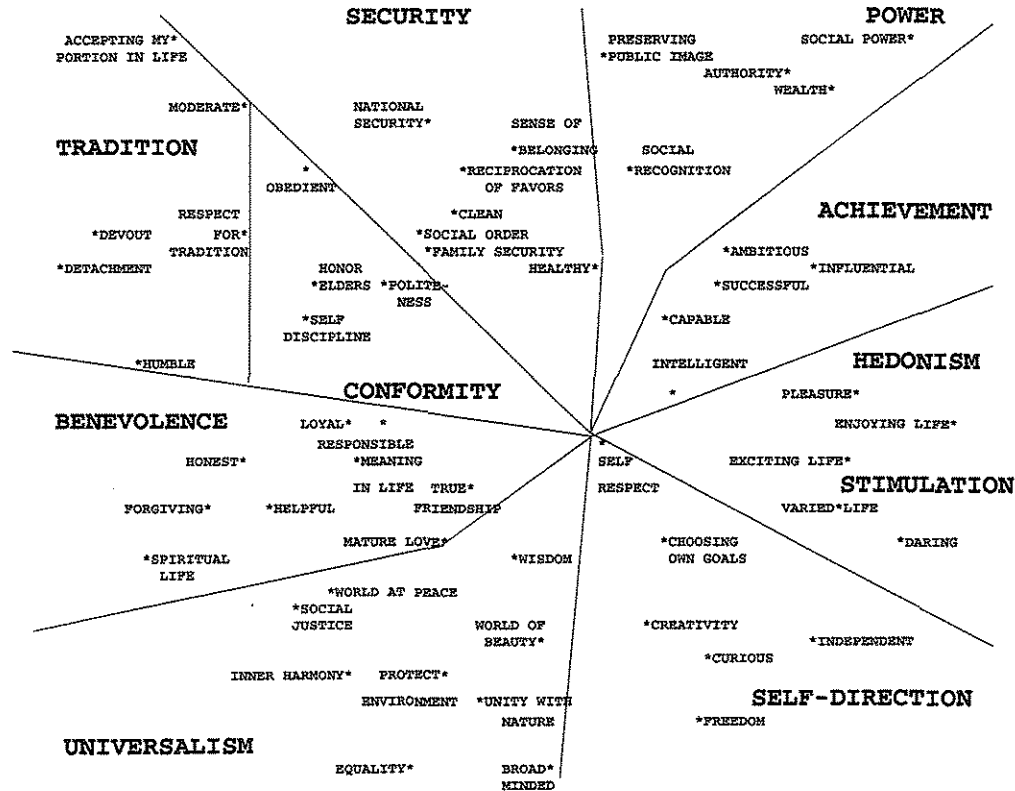 SECURITY
POWER
ACCEPTING MY*
PORTION IN LIFE
PRESERVING
*PUBLIC IMAGE
SOCIAL POWER*
AUTHORITY*
WEALTH*
MODERATE*
NATIONAL
SECURITY*
SENSE OF
*BELONGING
SOCIAL
*RECOGNITION
TRADITION
*
OBEDIENT
*RECIPROCATION
OF FAVORS
RESPECT
FOR*
TRADITION
*DEVOUT
*DETACHMENT
*CLEAN
*SOCIAL ORDER
*FAMILY SECURITY
HEALTHY*
ACHIEVEMENT
*AMBITIOUS
*INFLUENTIAL
*SUCCESSFUL
HONOR
*ELDERS
*POLITE-
NESS
*SELF
DISCIPLINE
*CAPABLE
*HUMBLE
INTELLIGENT
*
HEDONISM
PLEASURE*
ENJOYING LIFE*
CONFORMITY
BENEVOLENCE
LOYAL*
*
RESPONSIBLE
HONEST*
*MEANING
IN LIFE
TRUE*
FRIENDSHIP
*
SELF
RESPECT
EXCITING LIFE*
STIMULATION
FORGIVING*
*HELPFUL
VARIED*LIFE
MATURE LOVE*
*SPIRITUAL
LIFE
*WISDOM
*CHOOSING
OWN GOALS
*DARING
*WORLD AT PEACE
*SOCIAL
JUSTICE
WORLD OF
BEAUTY*
*CREATIVITY
*INDEPENDENT
*CURIOUS
INNER HARMONY*
PROTECT*
ENVIRONMENT
*UNITY WITH
NATURE
SELF-DIRECTION
*FREEDOM
UNIVERSALISM
EQUALITY*
BROAD*
MINDED